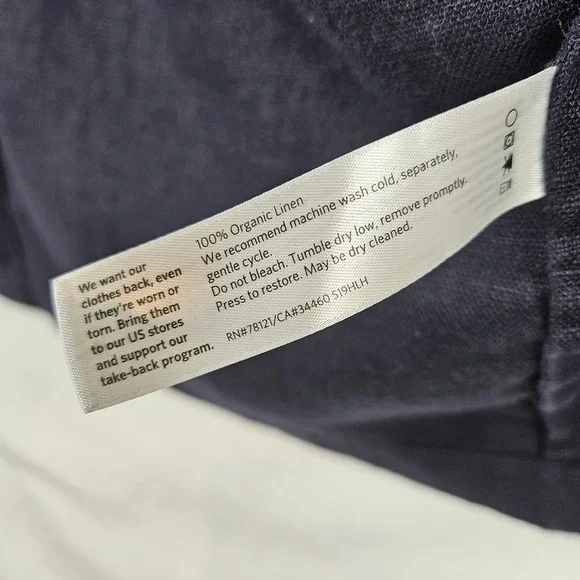 We want our
clothes back, even
if they're worn or
torn. Bring them
to our US stores
and support our
take-back program.
100% Organic Linen
We recommend machine wash cold, separately,
gentle cycle.
Do not bleach. Tumble dry low, remove promptly.
Press to restore. May be dry cleaned.
RN#78121/CA#34460 S19HLH